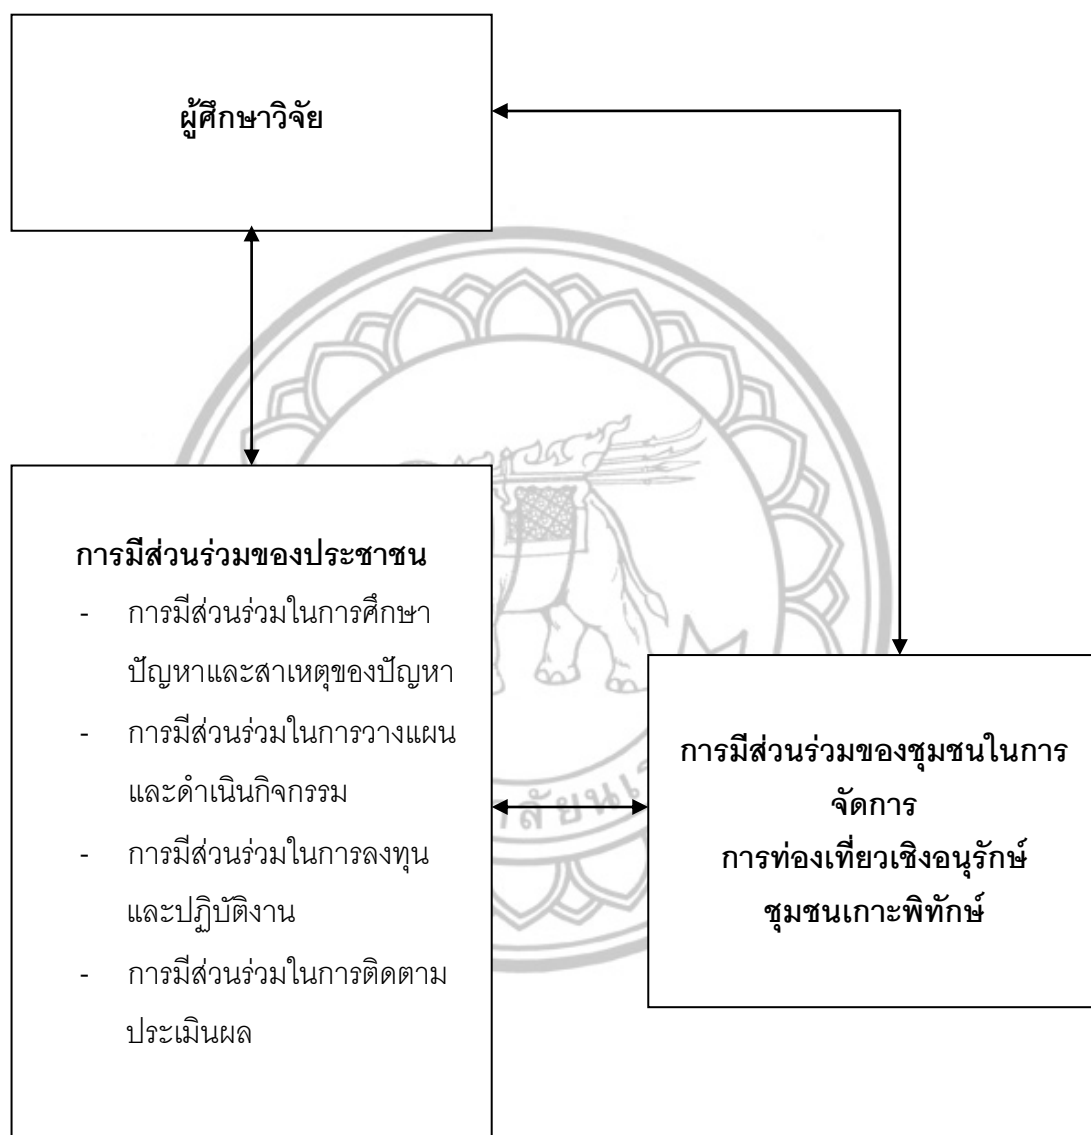 ผู้ศึกษาวิจัย
การมีส่วนร่วมของประชาชน
- การมีส่วนร่วมในการศึกษา
ปัญหาและสาเหตุของปัญหา
- การมีส่วนร่วมในการวางแผน
และดำเนินกิจกรรม
- การมีส่วนร่วมในการลงทุน
และปฏิบัติงาน
- การมีส่วนร่วมในการติดตาม
ประเมินผล
การมีส่วนร่วมของชุมชนในการ
จัดการ
การท่องเที่ยวเชิงอนุรักษ์
ชุมชนเกาะพิทักษ์